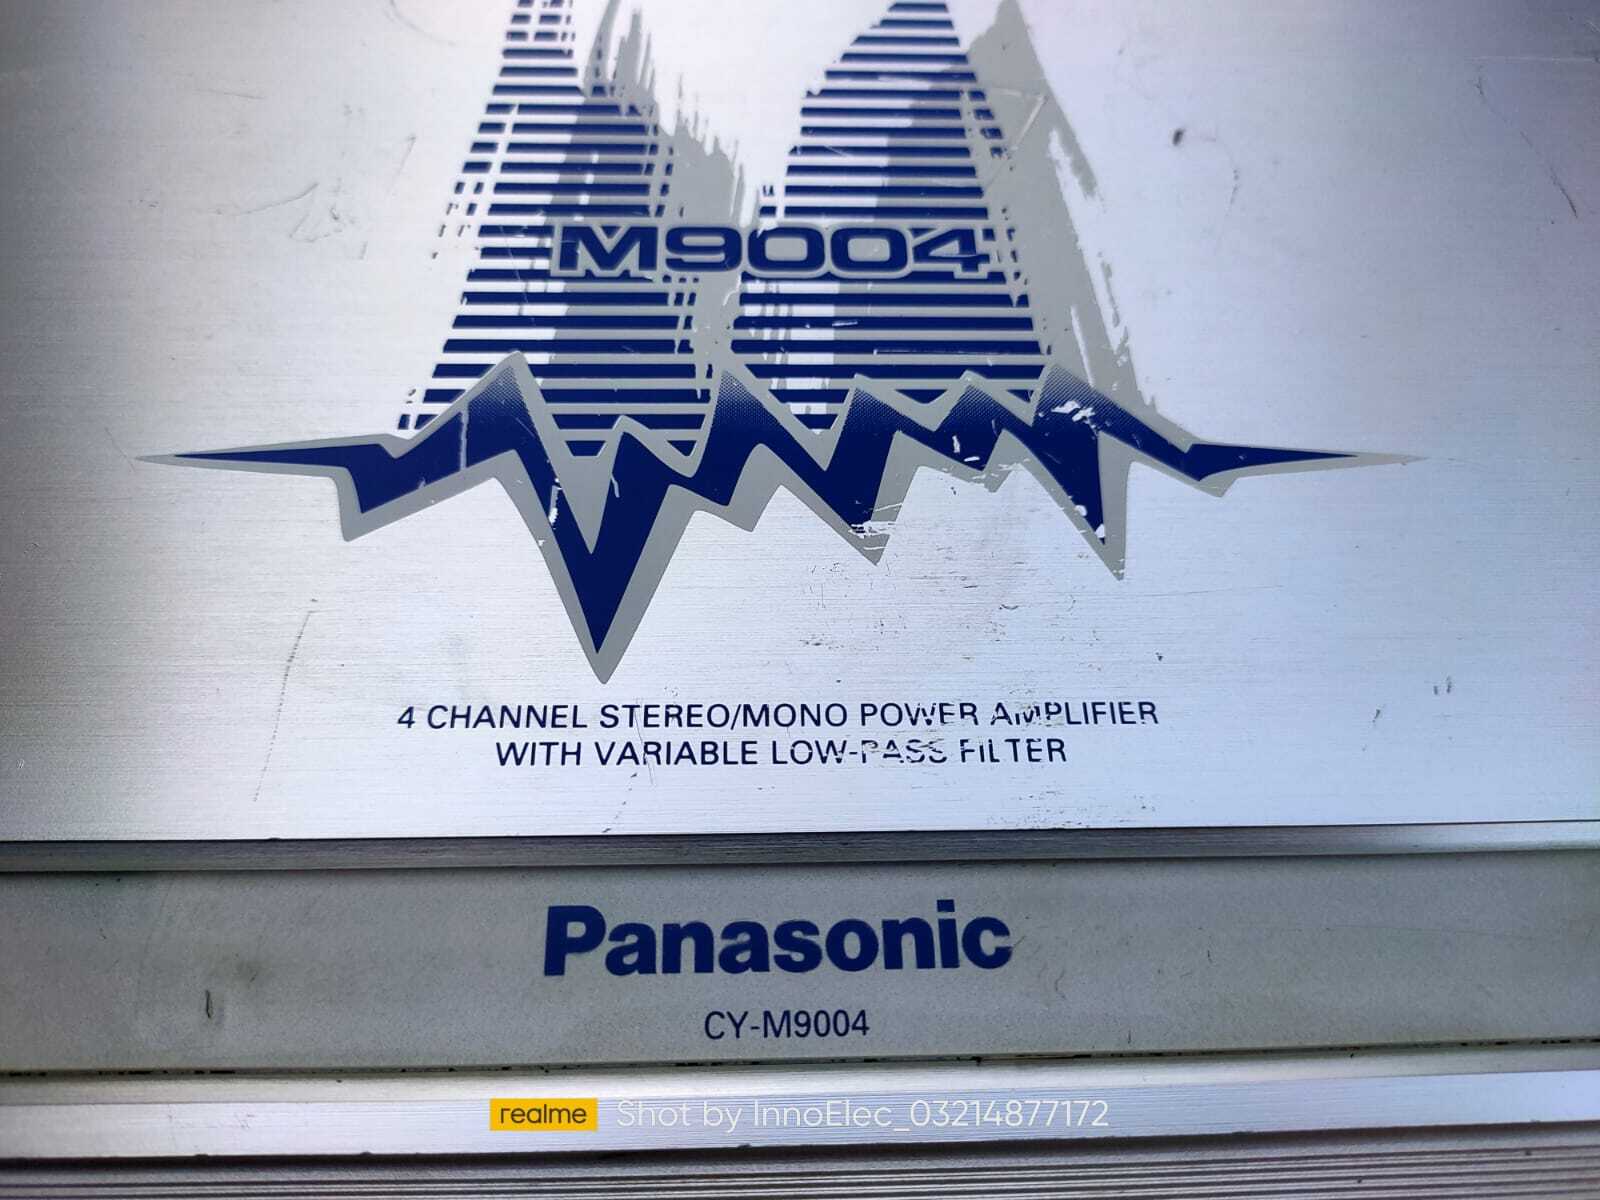 M9004
4 CHANNEL STEREO/MONO POWER AMPLIFIER
WITH VARIABLE LOW-PASS FILTER
Panasonic
CY-M9004
realme Shot by InnoElec_03214877172